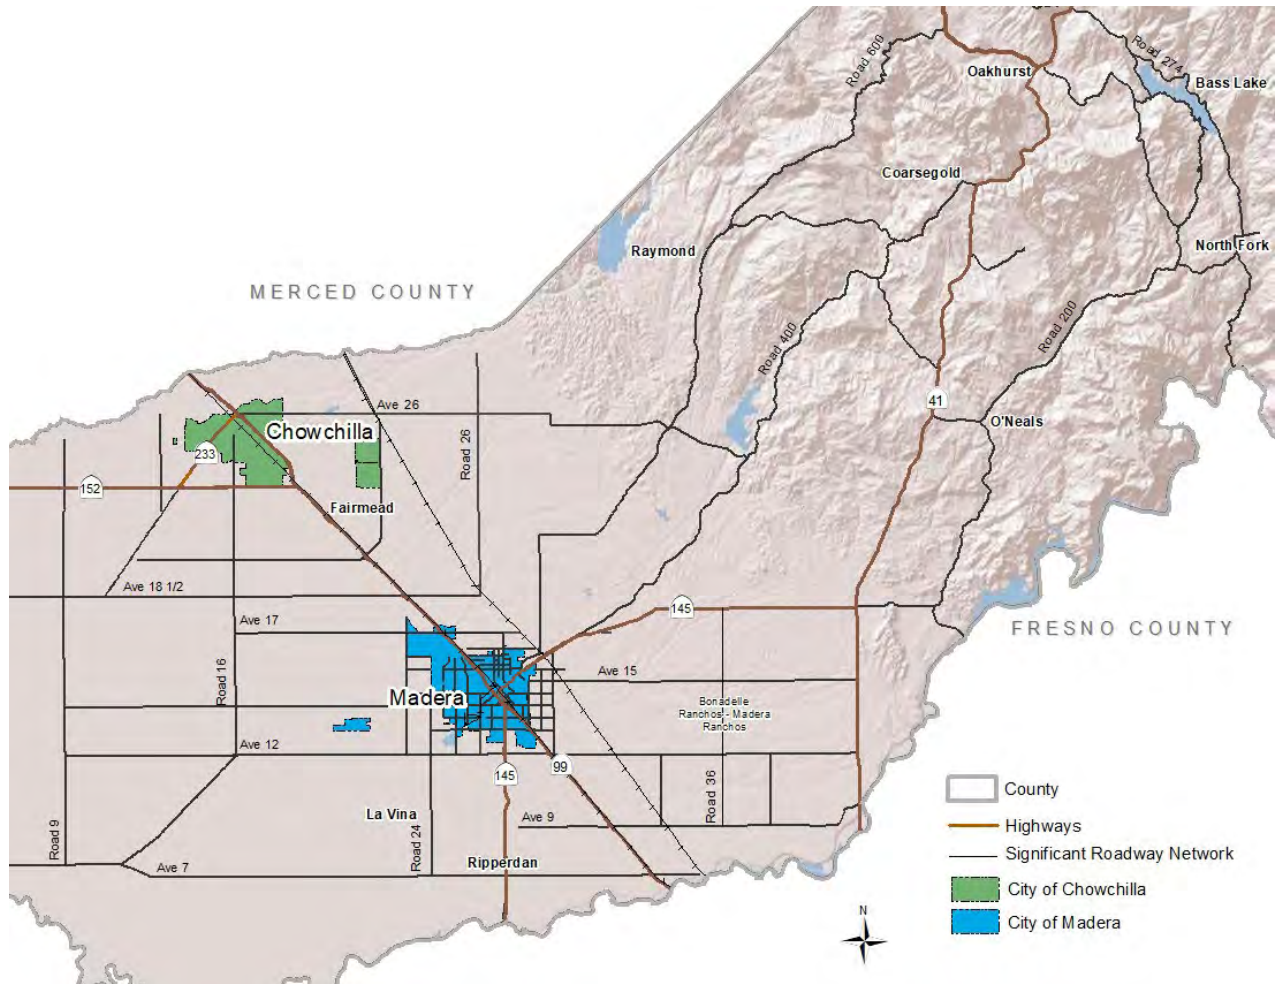 Road 600
Oakhurst
Road 274
Bass Lake
Coarsegold
Raymond
North Fork
MERCED COUNTY
Road 400
Road 200
41
O'Neals
Ave 26
Chowchilla
Road 26
233
152
Fairmead
Ave 18 1/2
145
Ave 17
FRESNO COUNTY
Road 16
Ave 15
Madera
Bonadelle
Ranchos - Madera
Ranchos
Ave 12
99
145
Road 36
La Vina
Ave 9
Road 9
Road 24
Ripperdan
Ave 7
County
Highways
Significant Roadway Network
City of Chowchilla
City of Madera
N